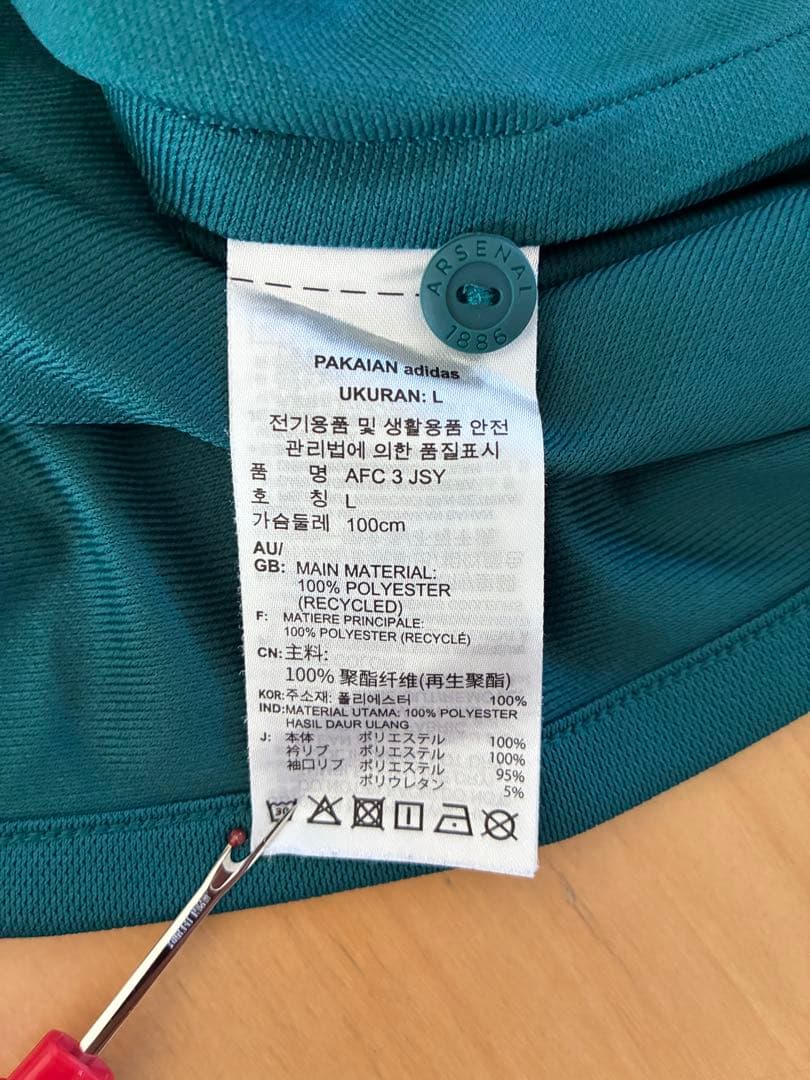 ARSENAL
1886
PAKAIAN adidas
UKURAN: L
전기용품 및 생활용품 안전
관리법에 의한 품질표시
품 명 AFC 3 JSY
호 칭 L
가슴둘레 100cm
AU/
GB: MAIN MATERIAL:
100% POLYESTER
(RECYCLED)
F: MATIERE PRINCIPALE:
100% POLYESTER (RECYCLÉ)
CN: 主料:
100% 聚酯纤维(再生聚酯)
KOR: 주소재: 폴리에스터 100%
IND: MATERIAL UTAMA: 100% POLYESTER
HASIL DAUR ULANG
J: 本体 ポリエステル 100%
衿リブ ポリエステル 100%
袖口リブ ポリエステル 95%
ポリウレタン 5%
30